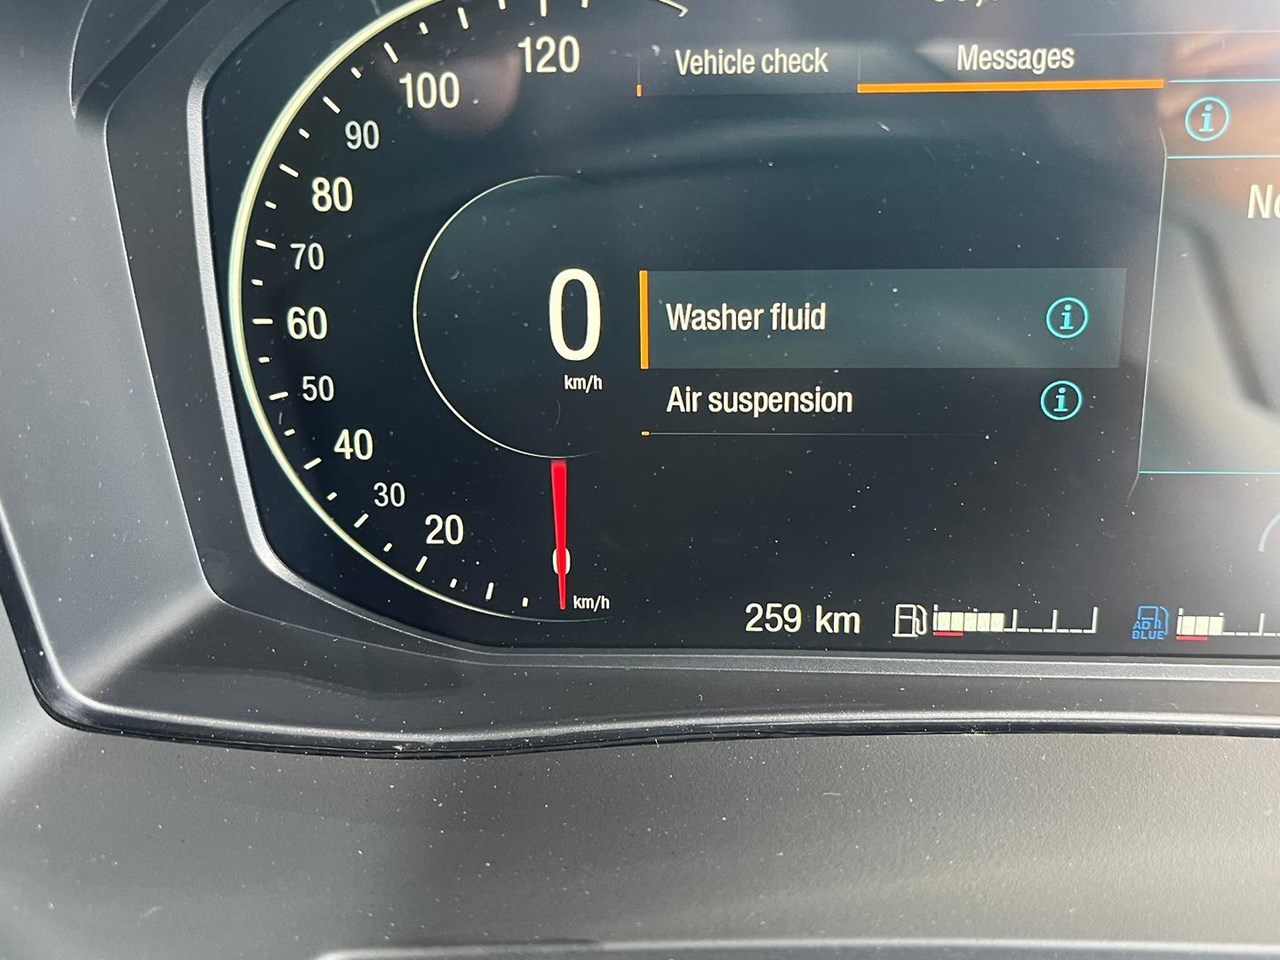 Vehicle check
Messages
120
100
90
80
70
60
50
40
30
20
0
km/h
0
km/h
Washer fluid
Air suspension
259 km
AD
BLUE